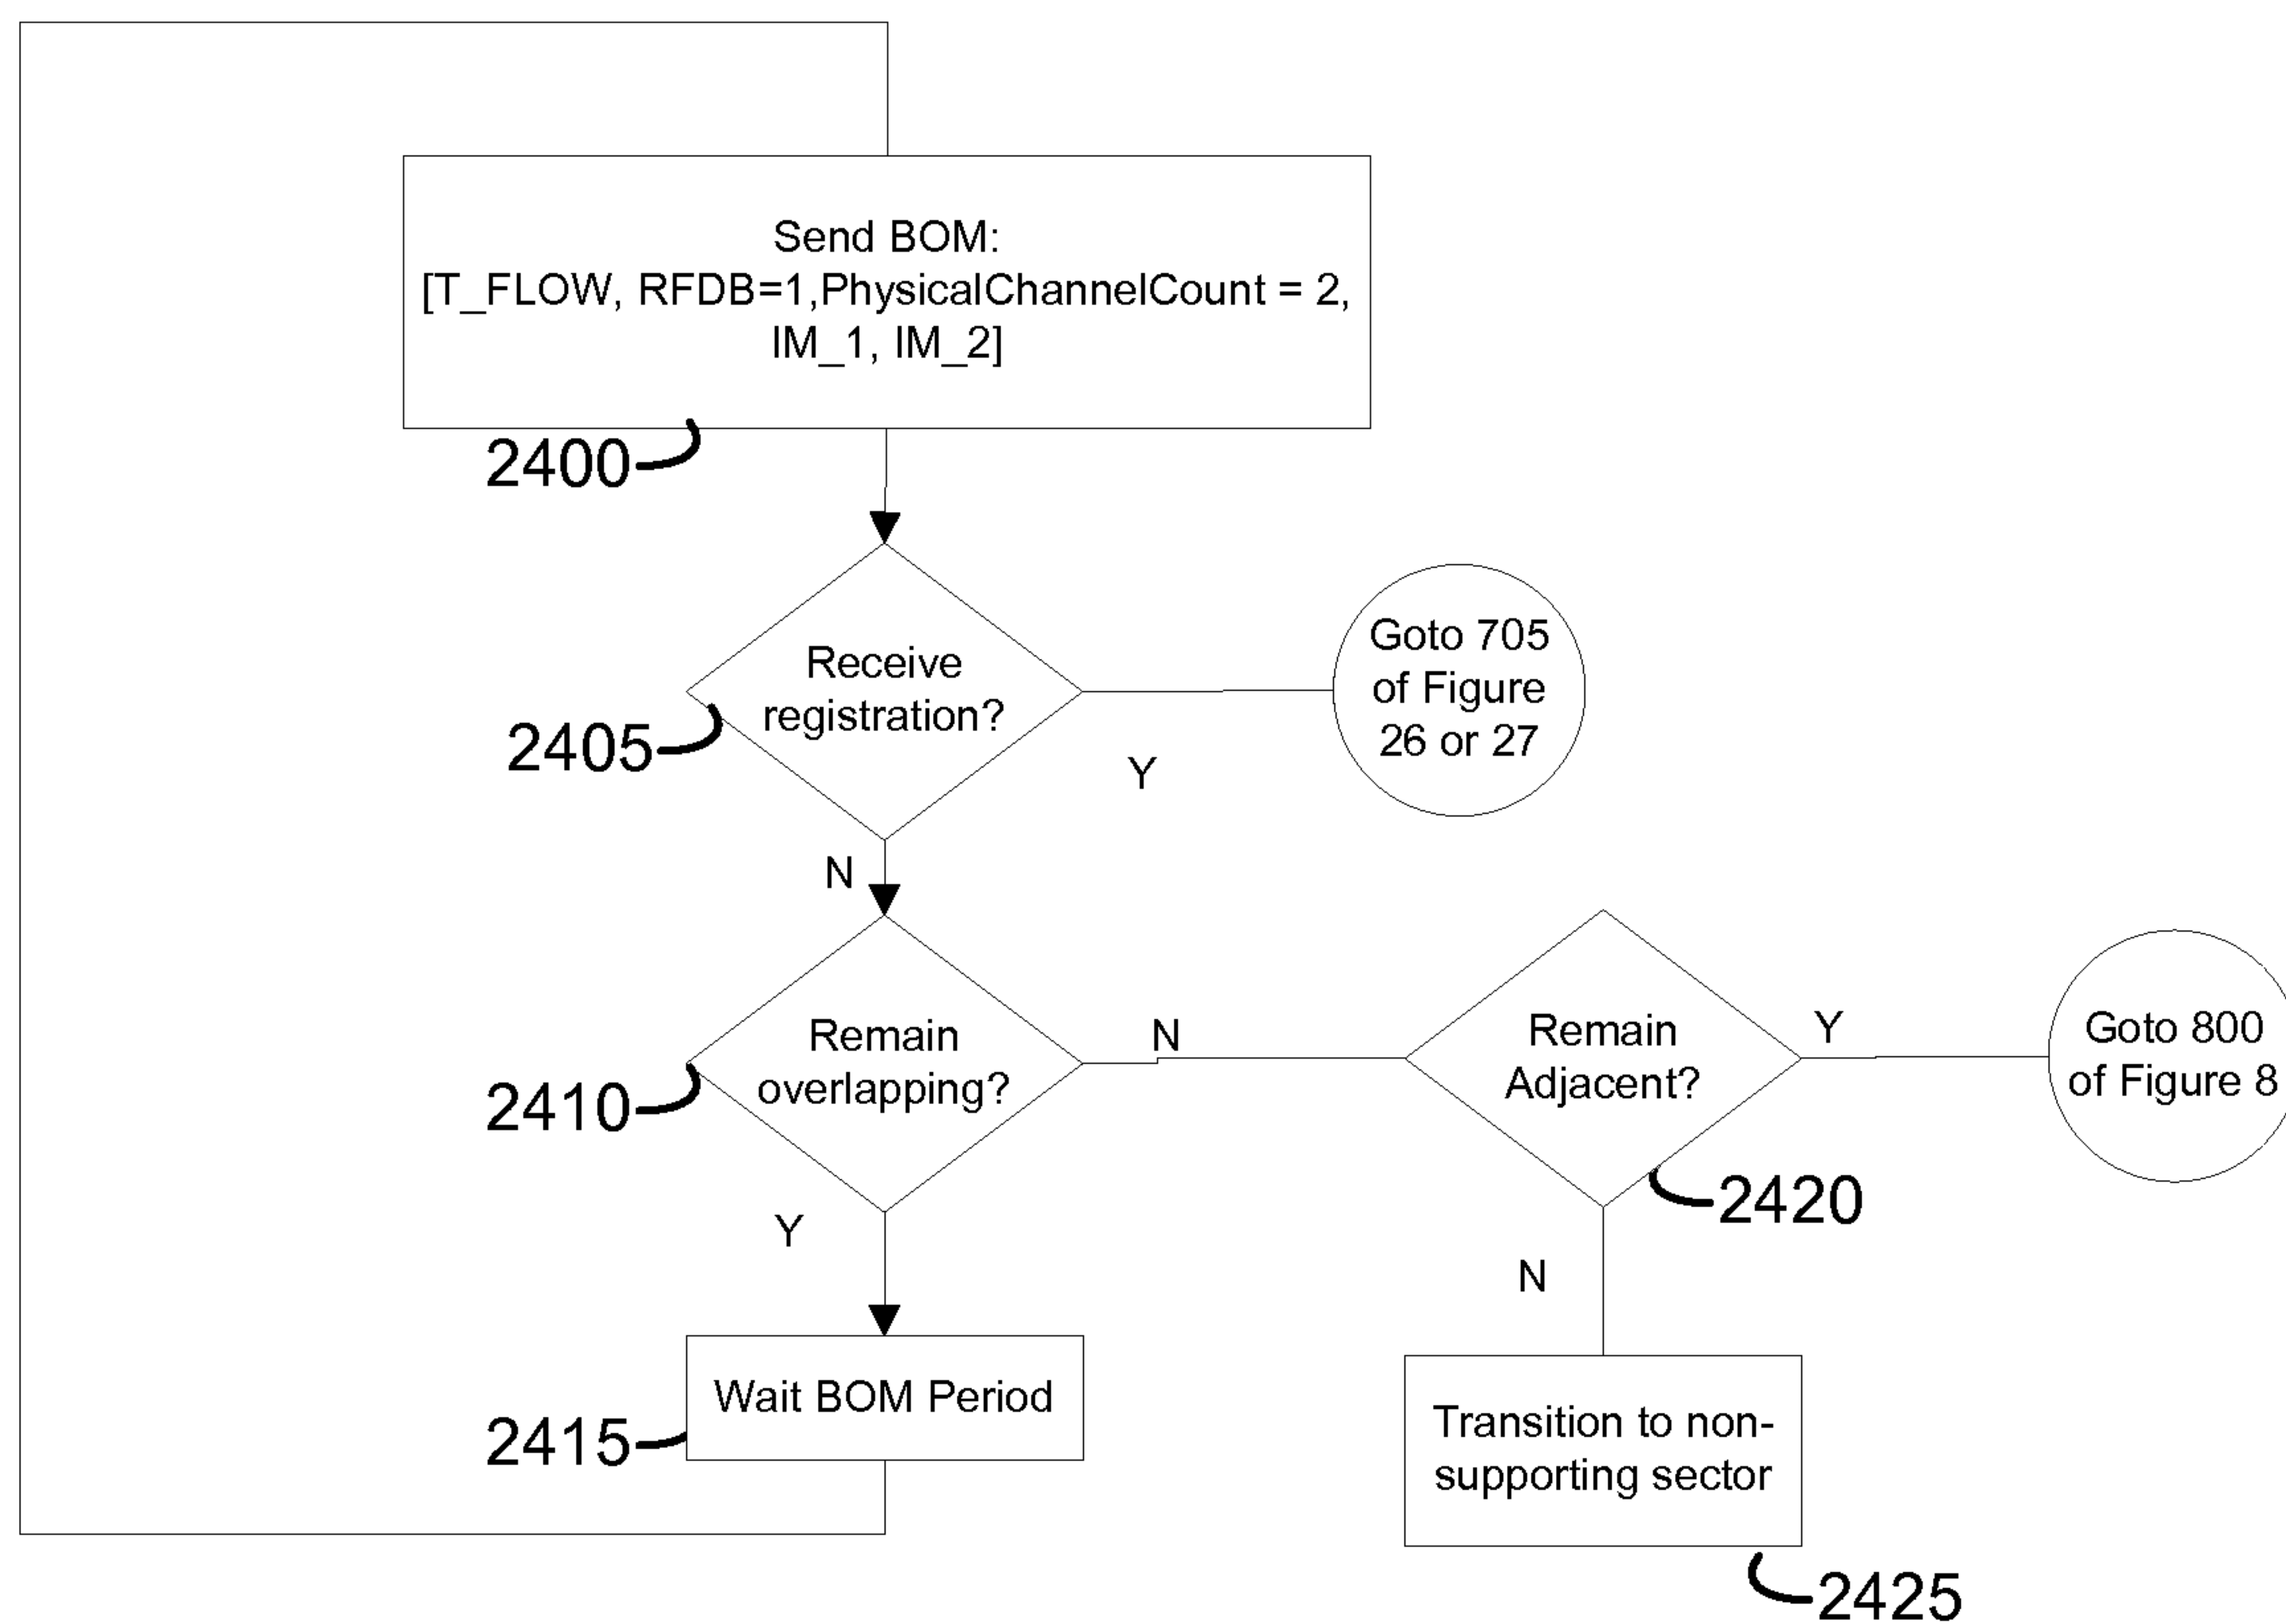 Send BOM:
[T_FLOW, RFDB=1,PhysicalChannelCount = 2,
IM_1, IM_2]
2400
Receive
registration?
2405
Y
Goto 705
of Figure
26 or 27
N
Remain
overlapping?
2410
N
Remain
Adjacent?
2420
Y
Goto 800
of Figure 8
Y
Wait BOM Period
2415
N
Transition to non-
supporting sector
2425